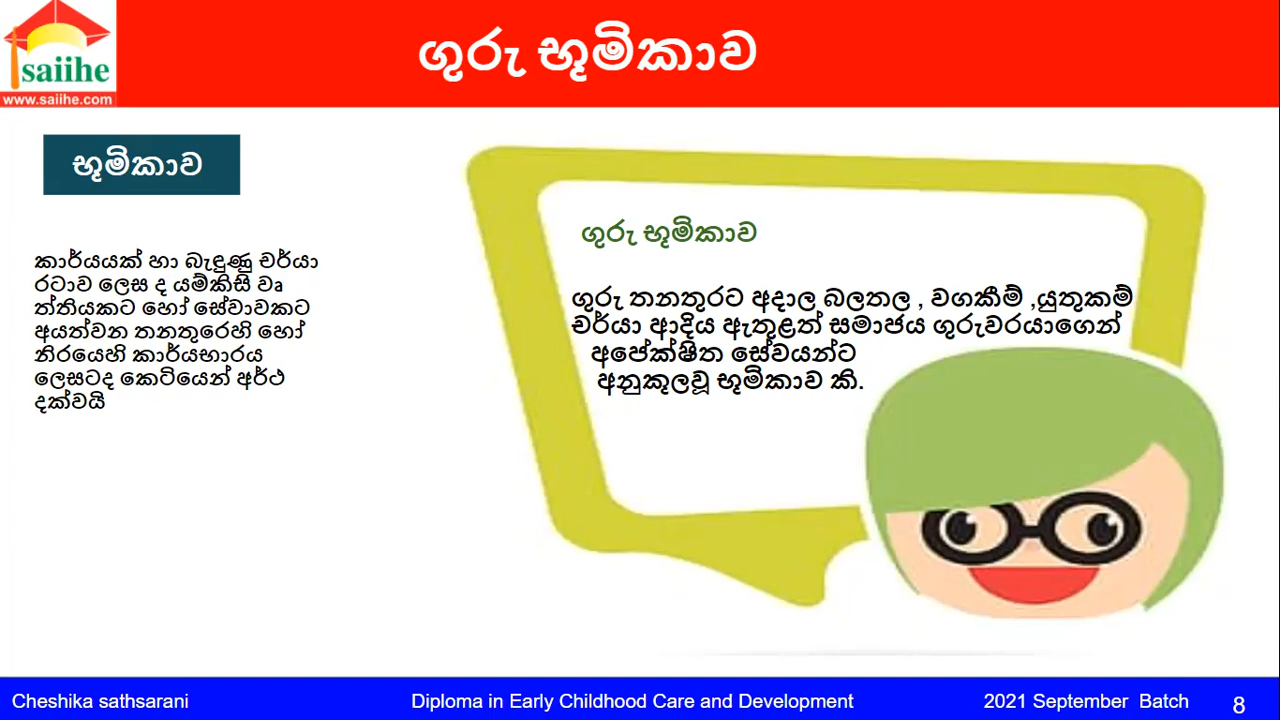 saiihe
www.saiihe.com
ගුරු භූමිකාව
භූමිකාව
කාර්යයක් හා බැඳුණු චර්යා
රටාව ලෙස ද යම්කිසි වෘ
ත්තියකට හෝ සේවාවකට
අයත්වන තනතුරෙහි හෝ
නිරයෙහි කාර්යභාරය
ලෙසටද කෙටියෙන් අර්ථ
දක්වයි
ගුරු භූමිකාව
ගුරු තනතුරට අදාල බලතල , වගකීම් ,යුතුකම්
චර්යා ආදිය ඇතුළත් සමාජය ගුරුවරයාගෙන්
අපේක්ෂිත සේවයන්ට
අනුකූලවූ භූමිකාව කි.
Cheshika sathsarani
Diploma in Early Childhood Care and Development
2021 September Batch
8